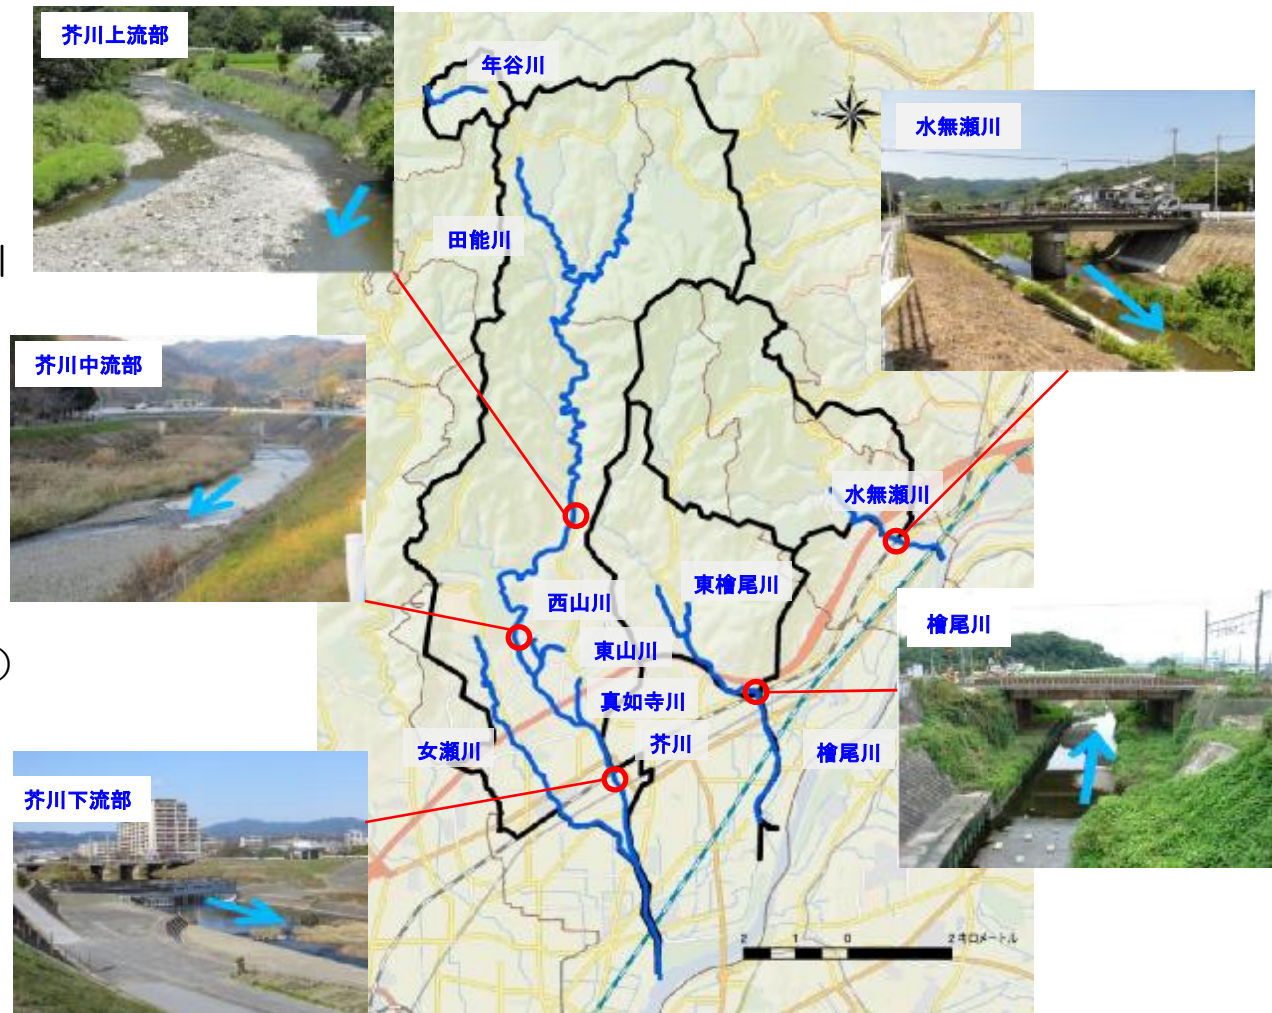 芥川上流部
年谷川
水無瀬川
田能川
芥川中流部
水無瀬川
東檜尾川
西山川
檜尾川
東山川
真如寺川
芥川
女瀬川
檜尾川
芥川下流部
2 1 0 2 キロメートル